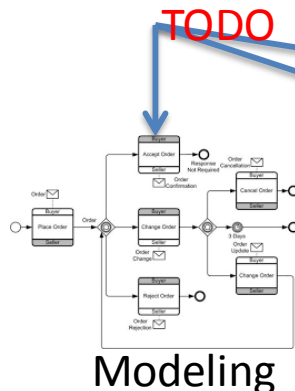 TODO
Buyer
Accept Order
Seller
Response
Not Required
Order
Confirmation
Order
Cancellation
Buyer
Cancel Order
Seller
Order
Buyer
Place Order
Seller
Order
Buyer
Change Order
Seller
Order
Change
3 Days
Order
Update
Buyer
Change Order
Seller
Buyer
Reject Order
Seller
Order
Rejection
Modeling